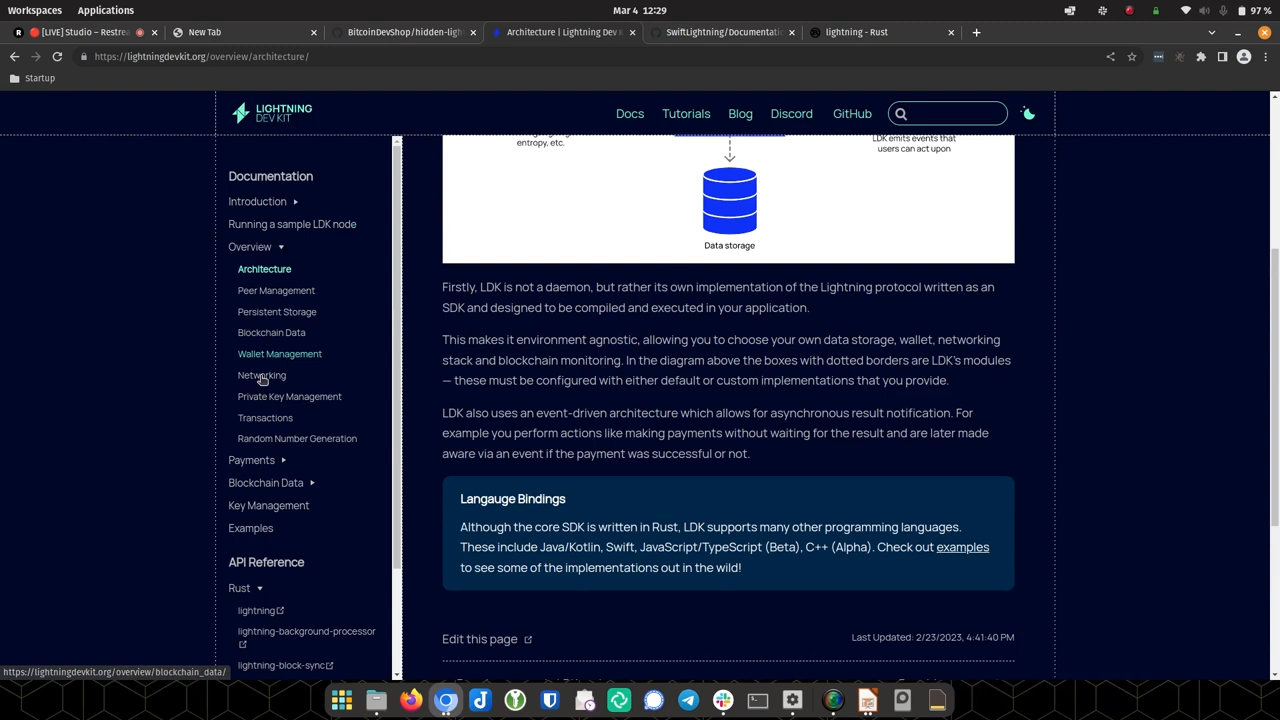 Workspaces Applications Mar 4 12:29 97 %
[LIVE] Studio – Restrea
New Tab
BitcoinDevShop/hidden-ligh
Architecture | Lightning Dev K
SwiftLightning/Documentatio
lightning - Rust
https://lightningdevkit.org/overview/architecture/
Startup
LIGHTNING
DEV KIT
Docs Tutorials Blog Discord GitHub
Documentation
Introduction
Running a sample LDK node
Overview
Architecture
Peer Management
Persistent Storage
Blockchain Data
Wallet Management
Networking
Private Key Management
Transactions
Random Number Generation
Payments
Blockchain Data
Key Management
Examples
API Reference
Rust
lightning
lightning-background-processor
lightning-block-sync
entropy, etc.
LDK emits events that
users can act upon
Data storage
Firstly, LDK is not a daemon, but rather its own implementation of the Lightning protocol written as an
SDK and designed to be compiled and executed in your application.
This makes it environment agnostic, allowing you to choose your own data storage, wallet, networking
stack and blockchain monitoring. In the diagram above the boxes with dotted borders are LDK's modules
— these must be configured with either default or custom implementations that you provide.
LDK also uses an event-driven architecture which allows for asynchronous result notification. For
example you perform actions like making payments without waiting for the result and are later made
aware via an event if the payment was successful or not.
Langauge Bindings
Although the core SDK is written in Rust, LDK supports many other programming languages.
These include Java/Kotlin, Swift, JavaScript/TypeScript (Beta), C++ (Alpha). Check out examples
to see some of the implementations out in the wild!
Edit this page
Last Updated: 2/23/2023, 4:41:40 PM
https://lightningdevkit.org/overview/blockchain_data/